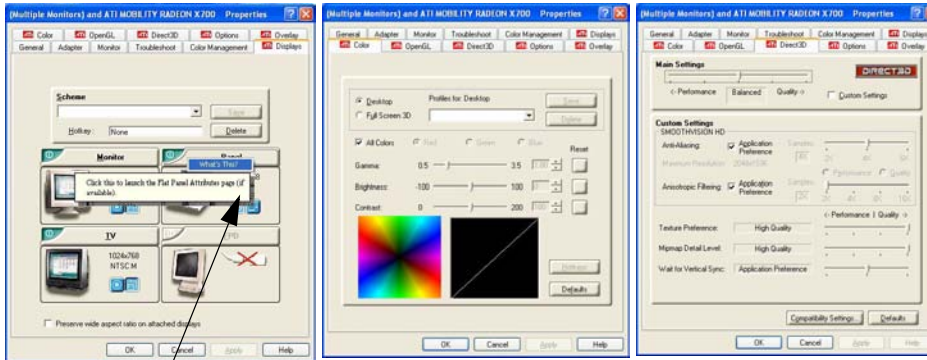 (Multiple Monitors) and ATI MOBILITY RADEON X700 Properties
Color OpenGL Direct3D Options Overlay
General Adapter Monitor Troubleshoot Color Management Displays
Scheme
Save
Hotkey: None Delete
Monitor Panel
What's This?
Click this to launch the Flat Panel Attributes page (if
available).
TV FPD
1024x768
NTSC M
Preserve wide aspect ratio on attached displays
OK Cancel Apply Help
(Multiple Monitors) and ATI MOBILITY RADEON X700 Properties
General Adapter Monitor Troubleshoot Color Management Displays
Color OpenGL Direct3D Options Overlay
Desktop Profiles for: Desktop Save
Full Screen 3D Delete
All Colors Red Green Blue
Reset
Gamma: 0.5 3.5
Brightness: -100 100
Contrast: 0 200
Defaults
OK Cancel Apply Help
(Multiple Monitors) and ATI MOBILITY RADEON X700 Properties
General Adapter Monitor Troubleshoot Color Management Displays
Color OpenGL Direct3D Options Overlay
Main Settings
DIRECT3D
<- Performance Balanced Quality -> Custom Settings
Custom Settings
SMOOTHVISION HD
Anti-Aliasing: Application Preference Samples
Maximum Resolution:
Performance Quality
Anisotropic Filtering: Application Preference Samples
<- Performance | Quality ->
Texture Preference: High Quality
Mipmap Detail Level: High Quality
Wait for Vertical Sync: Application Preference
Compatibility Settings... Defaults
OK Cancel Apply Help